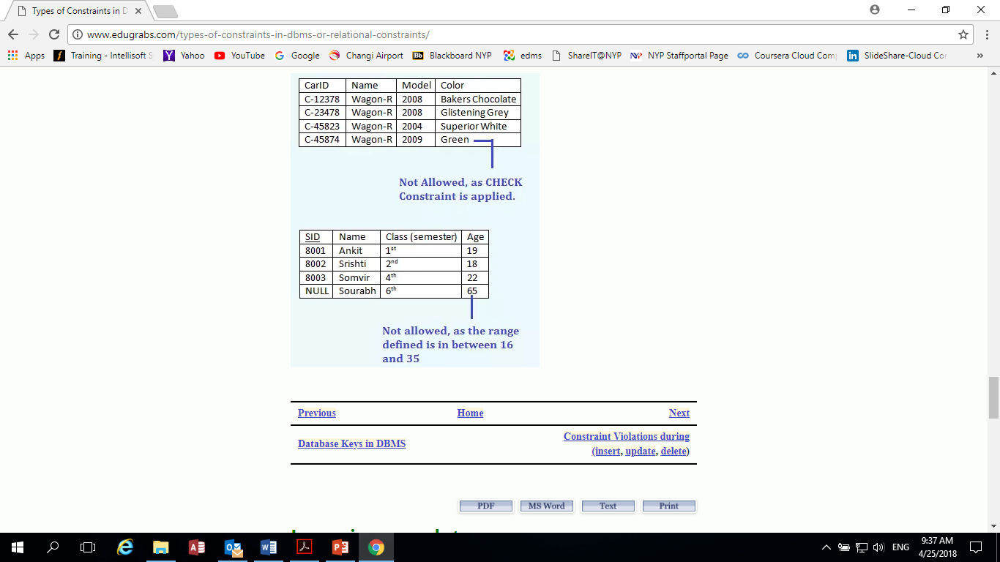 Types of Constraints in D
www.edugrabs.com/types-of-constraints-in-dbms-or-relational-constraints/
Apps Training - Intellisoft S Yahoo YouTube Google Changi Airport Bb Blackboard NYP edms ShareIT@NYP NYP NYP Staffportal Page Coursera Cloud Com in SlideShare-Cloud Cor »
CarID Name Model Color
C-12378 Wagon-R 2008 Bakers Chocolate
C-23478 Wagon-R 2008 Glistening Grey
C-45823 Wagon-R 2004 Superior White
C-45874 Wagon-R 2009 Green
Not Allowed, as CHECK
Constraint is applied.
SID Name Class (semester) Age
8001 Ankit 1st 19
8002 Srishti 2nd 18
8003 Somvir 4th 22
NULL Sourabh 6th 65
Not allowed, as the range
defined is in between 16
and 35
Previous Home Next
Database Keys in DBMS
Constraint Violations during
(insert, update, delete)
PDF MS Word Text Print
ENG
9:37 AM
4/25/2018